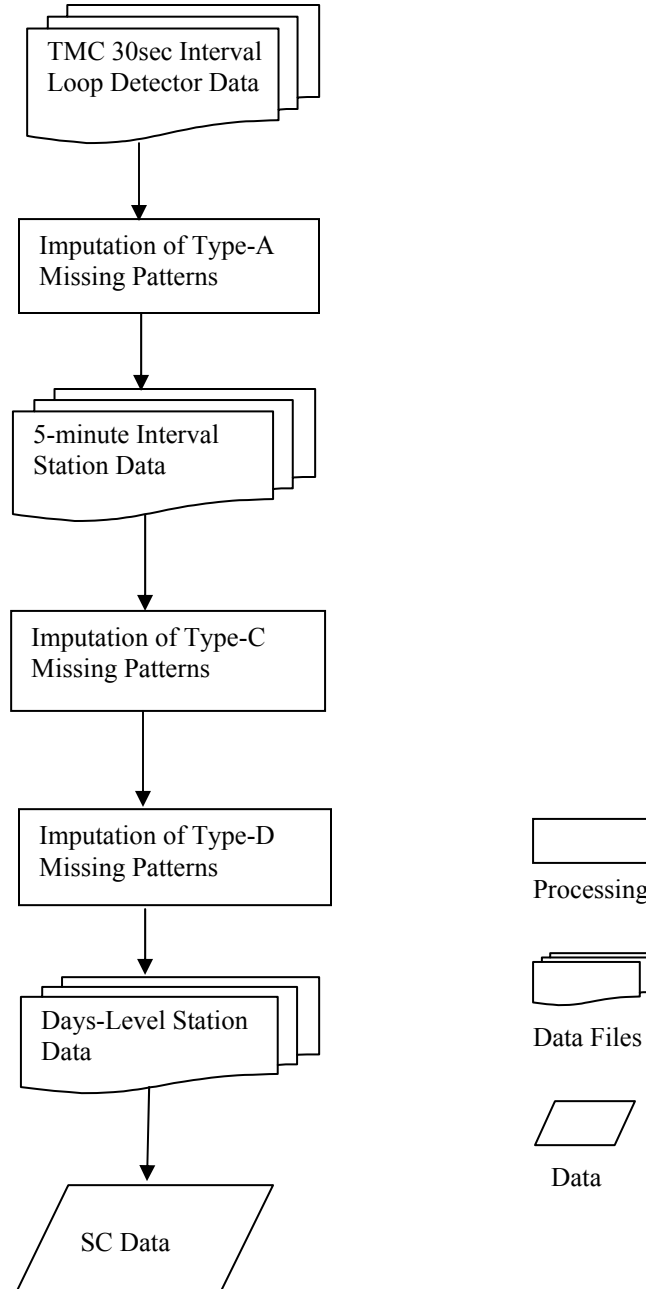 TMC 30sec Interval
Loop Detector Data
Imputation of Type-A
Missing Patterns
5-minute Interval
Station Data
Imputation of Type-C
Missing Patterns
Imputation of Type-D
Missing Patterns
Days-Level Station
Data
SC Data
Processing
Data Files
Data